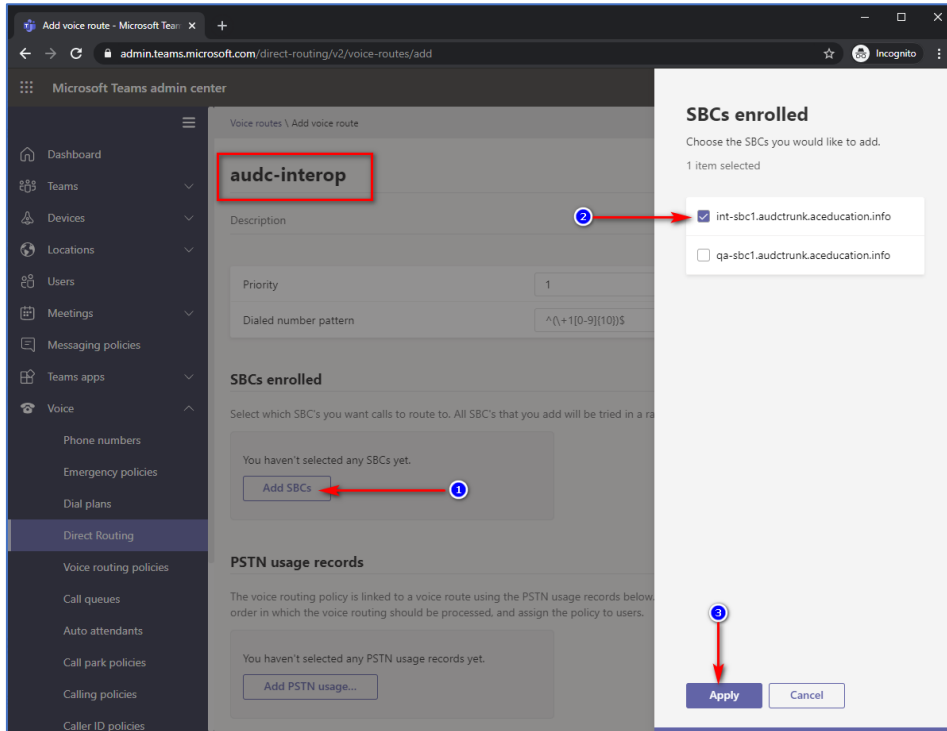 Add voice route - Microsoft Tean
admin.teams.microsoft.com/direct-routing/v2/voice-routes/add
Incognito
Microsoft Teams admin center
Dashboard
Teams
Devices
Locations
Users
Meetings
Messaging policies
Teams apps
Voice
Phone numbers
Emergency policies
Dial plans
Direct Routing
Voice routing policies
Call queues
Auto attendants
Call park policies
Calling policies
Caller ID policies
Voice routes \ Add voice route
audc-interop
Description
Priority
1
Dialed number pattern
^(\+1[0-9]{10})$
SBCs enrolled
Select which SBC's you want calls to route to. All SBC's that you add will be tried in a ra
You haven't selected any SBCs yet.
Add SBCs
1
PSTN usage records
The voice routing policy is linked to a voice route using the PSTN usage records below.
order in which the voice routing should be processed, and assign the policy to users.
You haven't selected any PSTN usage records yet.
Add PSTN usage...
SBCs enrolled
Choose the SBCs you would like to add.
1 item selected
2
int-sbc1.audctrunk.aceducation.info
qa-sbc1.audctrunk.aceducation.info
3
Apply
Cancel